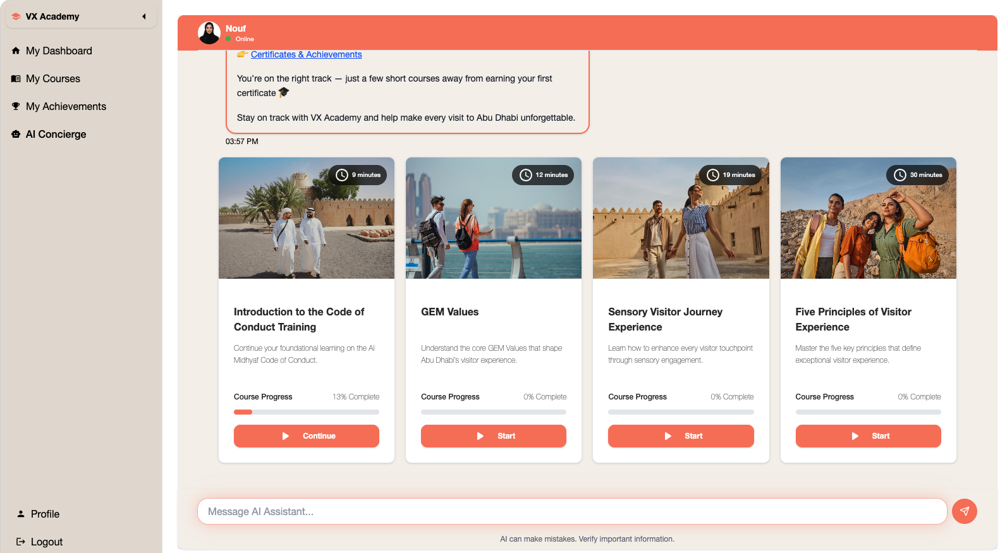 VX Academy
My Dashboard
My Courses
My Achievements
AI Concierge
Profile
Logout
Nouf
Online
👉 Certificates & Achievements
You’re on the right track — just a few short courses away from earning your first
certificate 🎓
Stay on track with VX Academy and help make every visit to Abu Dhabi unforgettable.
03:57 PM
9 minutes
Introduction to the Code of
Conduct Training
Continue your foundational learning on the Al
Midhyaf Code of Conduct.
Course Progress 13% Complete
Continue
12 minutes
GEM Values
Understand the core GEM Values that shape
Abu Dhabi's visitor experience.
Course Progress 0% Complete
Start
19 minutes
Sensory Visitor Journey
Experience
Learn how to enhance every visitor touchpoint
through sensory engagement.
Course Progress 0% Complete
Start
30 minutes
Five Principles of Visitor
Experience
Master the five key principles that define
exceptional visitor experience.
Course Progress 0% Complete
Start
Message AI Assistant...
AI can make mistakes. Verify important information.